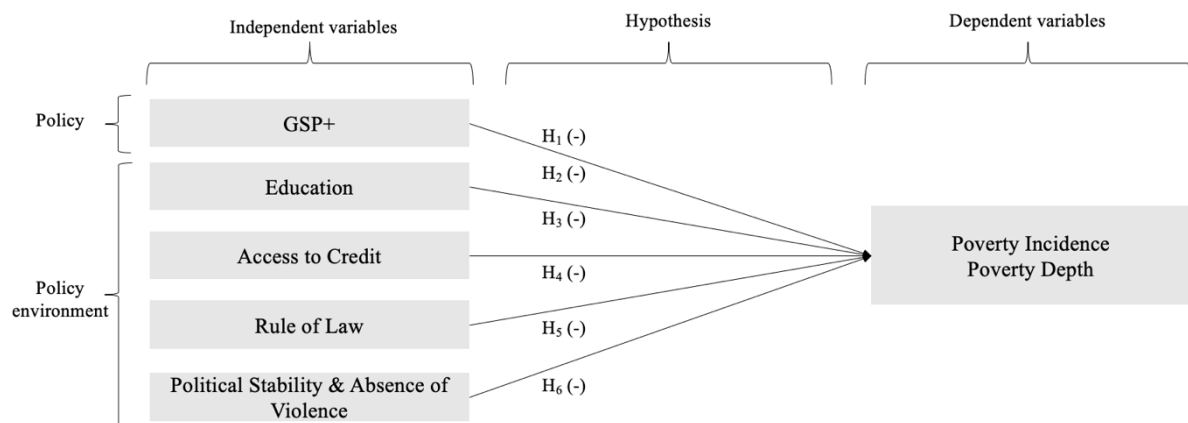 Independent variables
Hypothesis
Dependent variables
Policy
GSP+
H₁ (-)
H₂ (-)
Education
H₃ (-)
Access to Credit
H₄ (-)
Poverty Incidence
Poverty Depth
Policy
environment
Rule of Law
H₅ (-)
Political Stability & Absence of
Violence
H₆ (-)